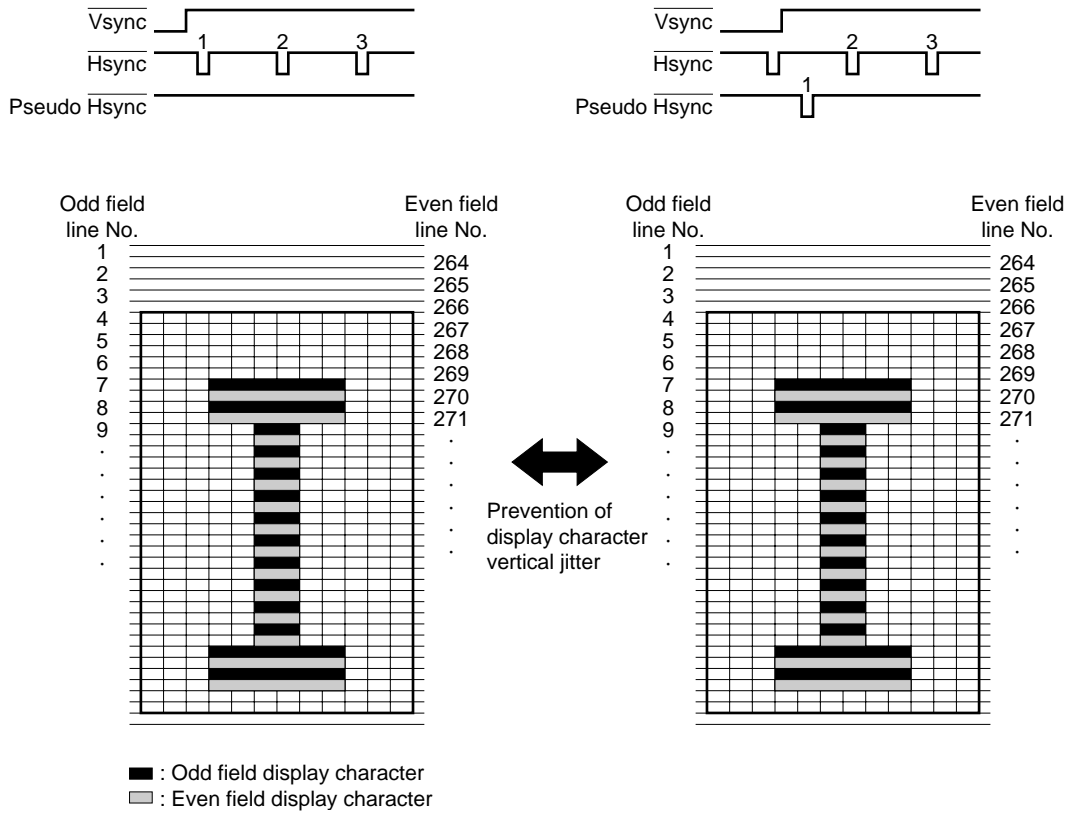 Vsync
1 2 3
Hsync
Pseudo Hsync
Vsync
2 3
Hsync
1
Pseudo Hsync
Odd field
line No.
Even field
line No.
1
2
3
4
5
6
7
8
9
264
265
266
267
268
269
270
271
Prevention of
display character
vertical jitter
Odd field
line No.
Even field
line No.
1
2
3
4
5
6
7
8
9
264
265
266
267
268
269
270
271
: Odd field display character
: Even field display character